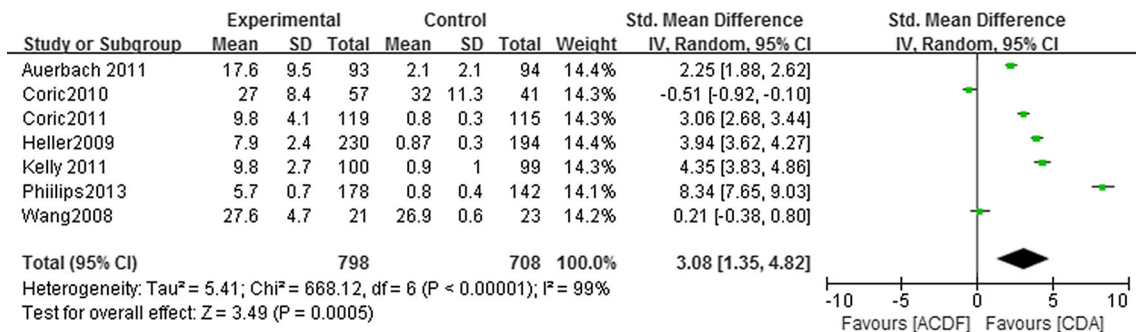 Experimental Control Std. Mean Difference Std. Mean Difference
Study or Subgroup Mean SD Total Mean SD Total Weight IV, Random, 95% CI IV, Random, 95% CI
Auerbach 2011 17.6 9.5 93 2.1 2.1 94 14.4% 2.25 [1.88, 2.62]
Coric2010 27 8.4 57 32 11.3 41 14.3% -0.51 [-0.92, -0.10]
Coric2011 9.8 4.1 119 0.8 0.3 115 14.4% 3.06 [2.68, 3.44]
Heller2009 7.9 2.4 230 0.87 0.3 194 14.4% 3.94 [3.62, 4.27]
Kelly 2011 9.8 2.7 100 0.9 1 99 14.3% 4.35 [3.83, 4.86]
Phiilips2013 5.7 0.7 178 0.8 0.4 142 14.1% 8.34 [7.65, 9.03]
Wang2008 27.6 4.7 21 26.9 0.6 23 14.2% 0.21 [-0.38, 0.80]
Total (95% CI) 798 708 100.0% 3.08 [1.35, 4.82]
Heterogeneity: Tau² = 5.41; Chi² = 668.12, df = 6 (P < 0.00001); I² = 99%
Test for overall effect: Z = 3.49 (P = 0.0005)
-10 -5 0 5 10
Favours [ACDF] Favours [CDA]